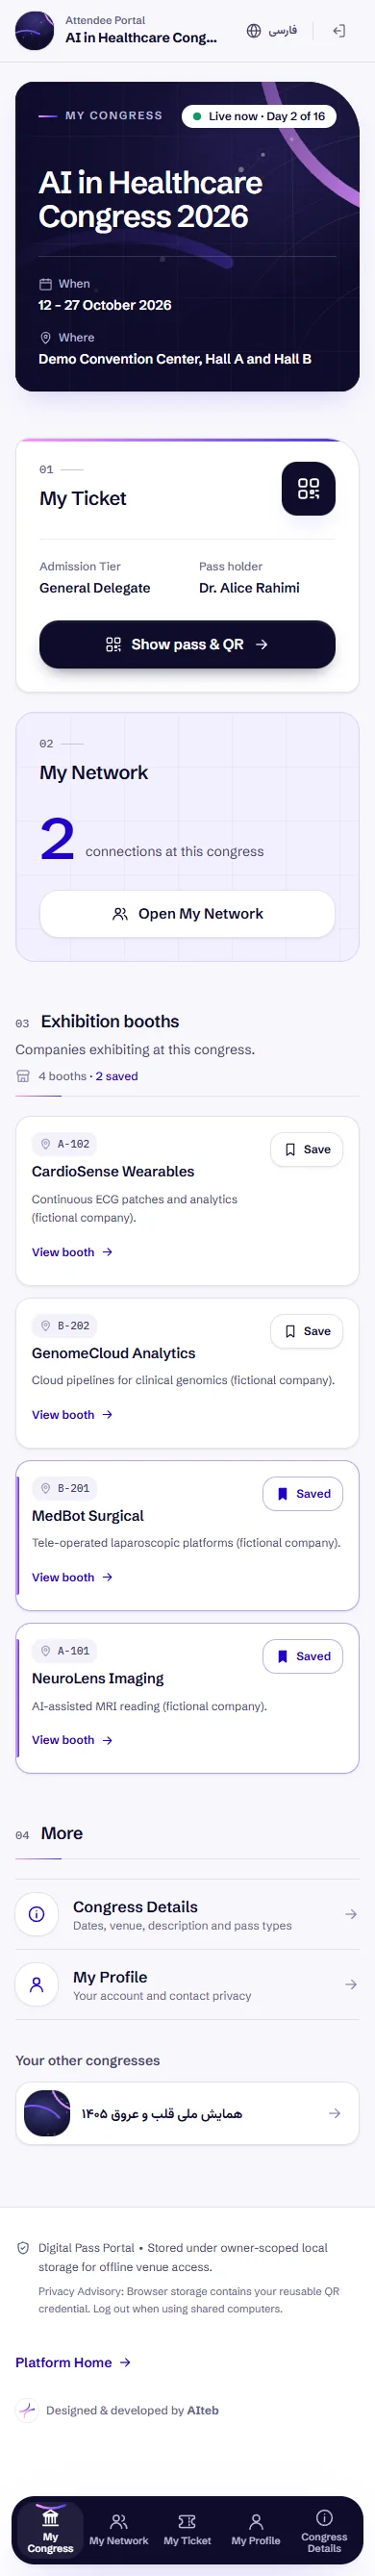 Attendee Portal
AI in Healthcare Cong...
فارسی
MY CONGRESS
Live now · Day 2 of 16
AI in Healthcare
Congress 2026
When
12 – 27 October 2026
Where
Demo Convention Center, Hall A and Hall B
01
My Ticket
Admission Tier
General Delegate
Pass holder
Dr. Alice Rahimi
Show pass & QR
02
My Network
2 connections at this congress
Open My Network
03 Exhibition booths
Companies exhibiting at this congress.
4 booths · 2 saved
A-102
Save
CardioSense Wearables
Continuous ECG patches and analytics
(fictional company).
View booth
B-202
Save
GenomeCloud Analytics
Cloud pipelines for clinical genomics (fictional company).
View booth
B-201
Saved
MedBot Surgical
Tele-operated laparoscopic platforms (fictional company).
View booth
A-101
Saved
NeuroLens Imaging
AI-assisted MRI reading (fictional company).
View booth
04 More
Congress Details
Dates, venue, description and pass types
My Profile
Your account and contact privacy
Your other congresses
همایش ملی قلب و عروق ۱۴۰۵
Digital Pass Portal • Stored under owner-scoped local
storage for offline venue access.
Privacy Advisory: Browser storage contains your reusable QR
credential. Log out when using shared computers.
Platform Home
Designed & developed by AIteb
My
Congress
My Network
My Ticket
My Profile
Congress
Details